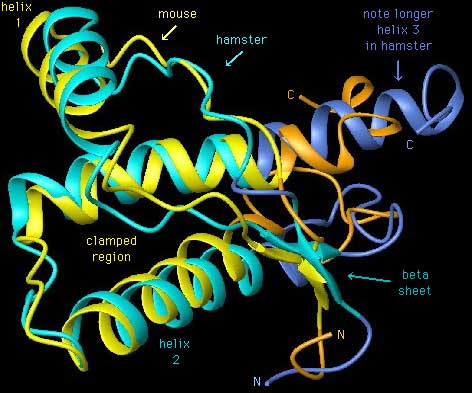 helix
1
mouse
hamster
note longer
helix 3
in hamster
C
C
clamped
region
beta
sheet
helix
2
N
N